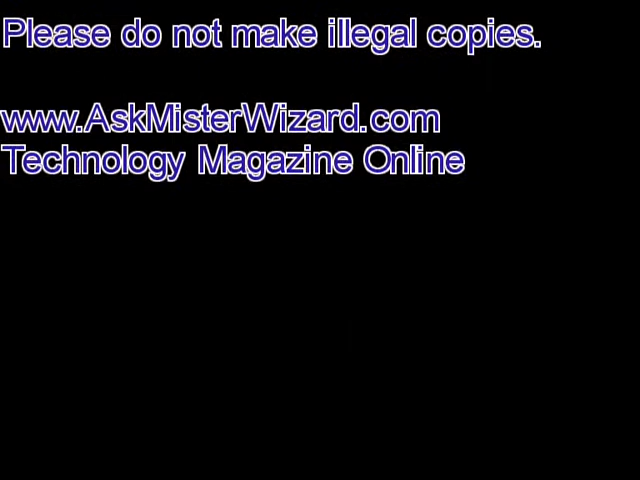 Please do not make illegal copies.
www.AskMisterWizard.com
Technology Magazine Online